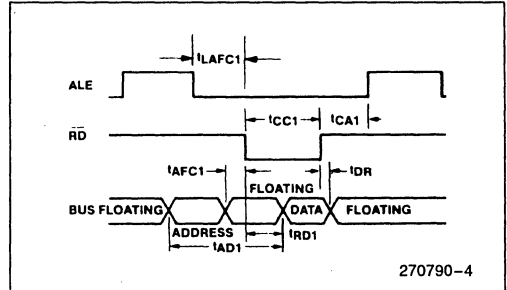 tLAFC1
ALE
tCC1 tCA1
RD
tAFC1 tDR
FLOATING
BUS FLOATING DATA FLOATING
ADDRESS tRD1
tAD1
270790-4